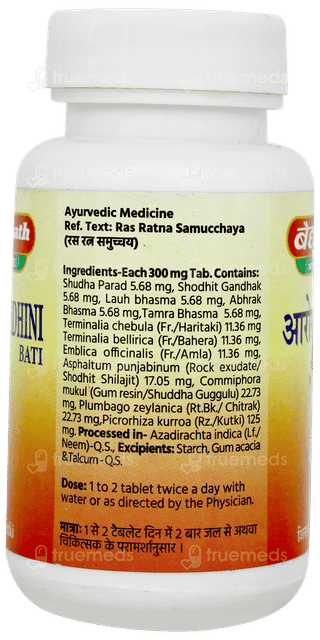 Ayurvedic Medicine
Ref. Text: Ras Ratna Samucchaya
(रस रत्न समुच्चय)
Ingredients-Each 300 mg Tab. Contains:
Shudha Parad 5.68 mg, Shodhit Gandhak
5.68 mg, Lauh bhasma 5.68 mg, Abhrak
Bhasma 5.68 mg,Tamra Bhasma 5.68 mg.
Terminalia chebula (Fr./Haritaki) 11.36 mg
Terminalia bellirica (Fr/Bahera) 11.36 mg,
Emblica officinalis (Fr./Amla) 11.36 mg,
Asphaltum punjabinum (Rock exudate/
Shodhit Shilajit) 17.05 mg, Commiphora
mukul (Gum resin/Shuddha Guggulu) 22.73
mg, Plumbago zeylanica (Rt.Bk./ Chitrak)
22.73 mg,Picrorhiza kurroa (Rz./Kutki) 125
mg. Processed in- Azadirachta indica (Lf./
Neem)-Q.S., Excipients: Starch, Gum acacia
&Talcum-Q.S.
Dose: 1 to 2 tablet twice a day with
water or as directed by the Physician.
मात्रा: 1 से 2 टैबलेट दिन में 2 बार जल से अथवा
चिकित्सक के परामर्शानुसार ।
ath
DHINI
BATI
बै
आरो
truemeds